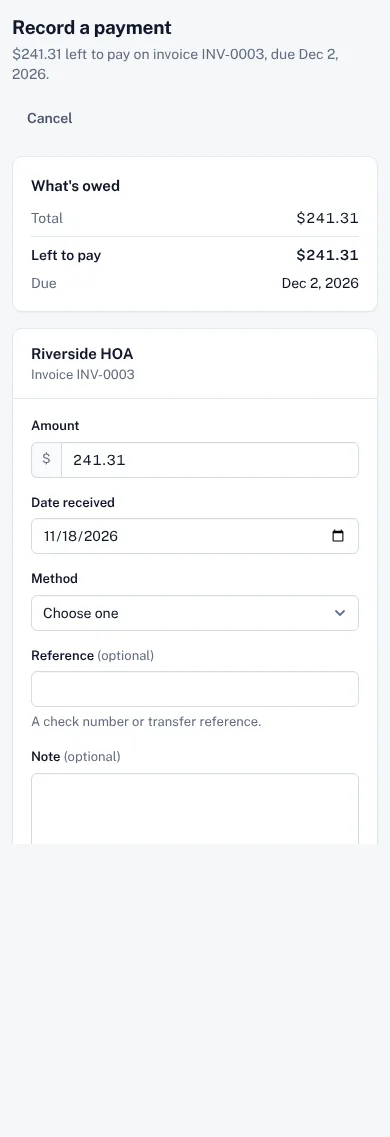 Record a payment
$241.31 left to pay on invoice INV-0003, due Dec 2,
2026.
Cancel
What's owed
Total $241.31
Left to pay $241.31
Due Dec 2, 2026
Riverside HOA
Invoice INV-0003
Amount
$ 241.31
Date received
11/18/2026
Method
Choose one
Reference (optional)
A check number or transfer reference.
Note (optional)